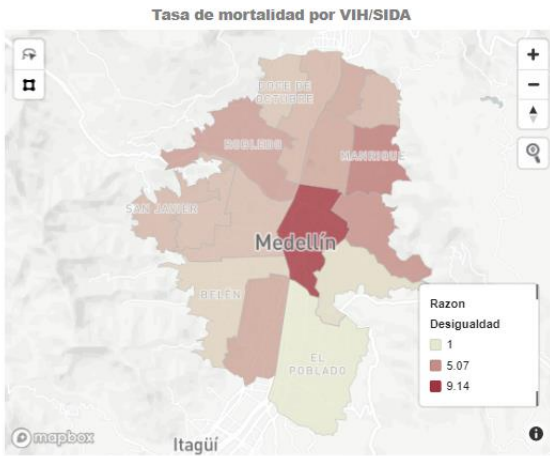 Tasa de mortalidad por VIH/SIDA
DOCE DE
OCTUBRE
ROBLEDO
MANRIQUE
SAN JAVIER
Medellín
BELÉN
EL
POBLADO
Itagüí
Razon
Desigualdad
1
5.07
9.14
mapbox